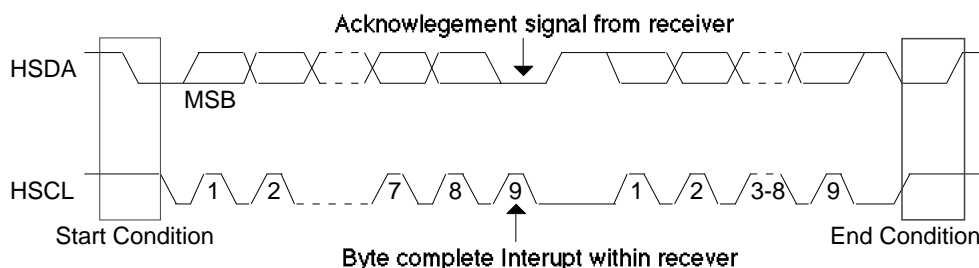 Acknowlegement signal from receiver
HSDA
MSB
HSCL 1 2 7 8 9 1 2 3-8 9
Start Condition End Condition
Byte complete Interupt within recever